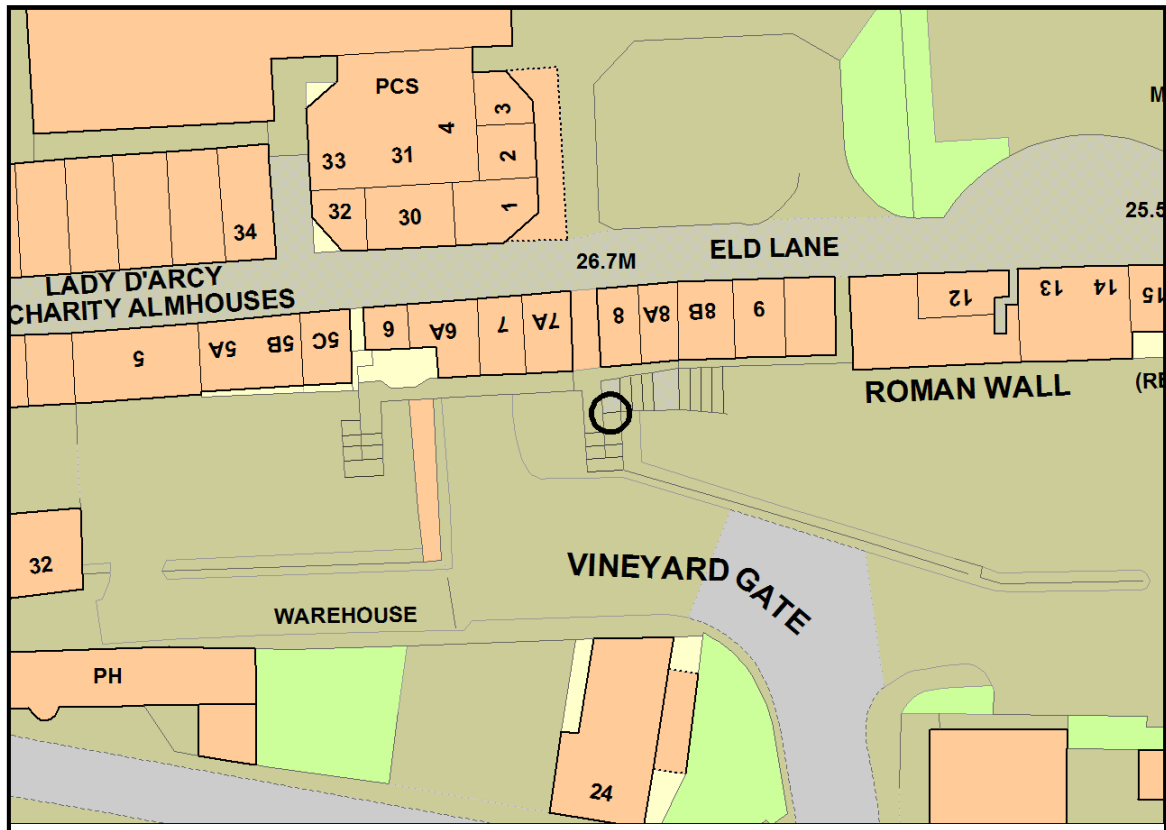 PCS
3
4
M
33
31
2
32
30
1
34
25.5
26.7M
ELD LANE
LADY D'ARCY
CHARITY ALMHOUSES
5
5A
5B
5C
6
6A
7
7A
8
8A
8B
9
12
13
14
15
ROMAN WALL
(RE
32
VINEYARD GATE
WAREHOUSE
PH
24